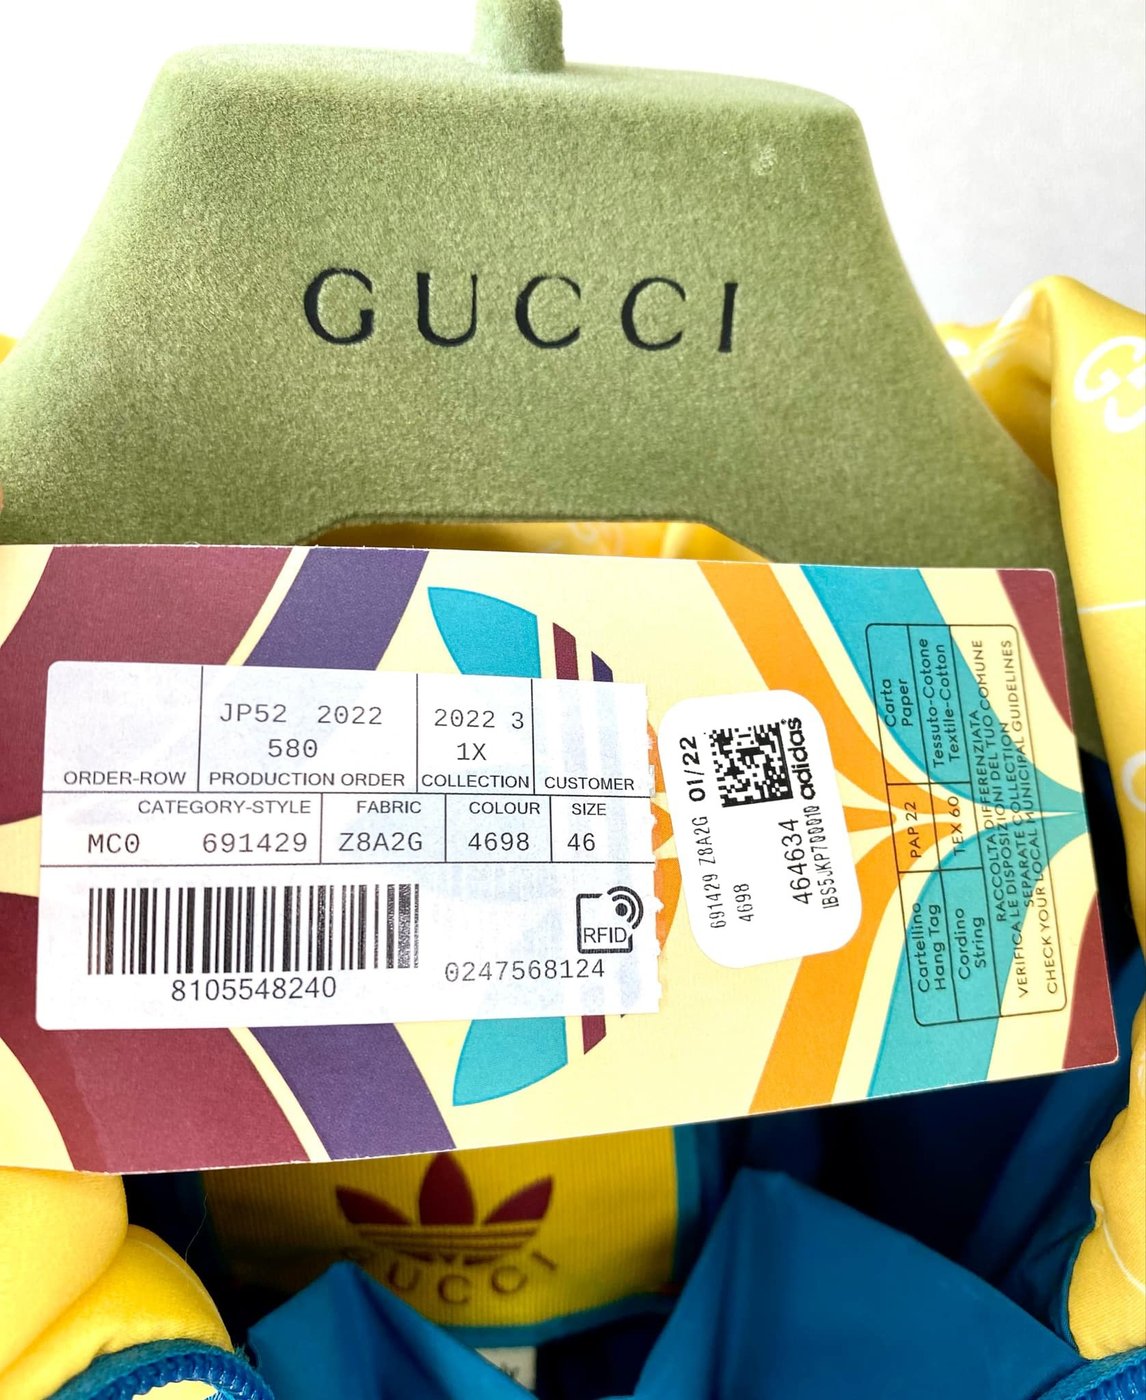 GUCCI
JP52 2022
580
2022 3
1X
ORDER-ROW PRODUCTION ORDER COLLECTION CUSTOMER
CATEGORY-STYLE FABRIC COLOUR SIZE
MC0 691429 Z8A2G 4698 46
8105548240
RFID
0247568124
01/22
adidas
691429 Z8A2G
4698
464634
IBS5JKP700010
Carta
Paper
Tessuto-Cotone
Textile-Cotton
PAP 22
TEX 60
Cartellino
Hang Tag
Cordino
String
RACCOLTA DIFFERENZIATA
VERIFICA LE DISPOSIZIONI DEL TUO COMUNE
SEPARATE COLLECTION
CHECK YOUR LOCAL MUNICIPAL GUIDELINES
GUCCI